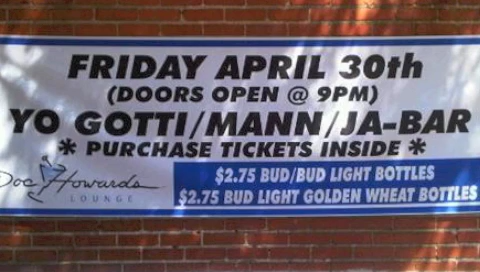 FRIDAY APRIL 30th
(DOORS OPEN @ 9PM)
YO GOTTI/MANN/JA-BAR
* PURCHASE TICKETS INSIDE *
Doc Howards
LOUNGE
$2.75 BUD/BUD LIGHT BOTTLES
$2.75 BUD LIGHT GOLDEN WHEAT BOTTLES